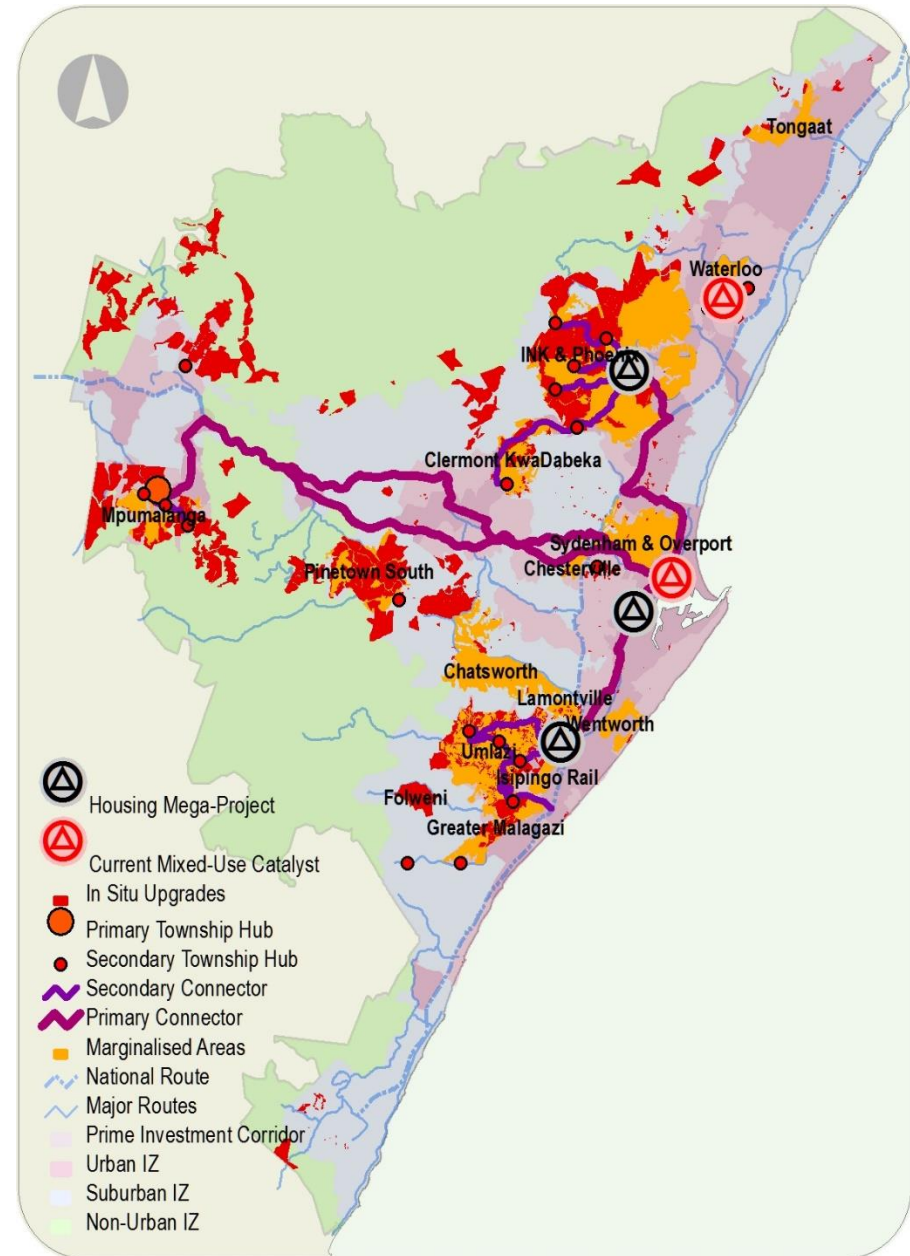 Tongaat
Waterloo
INK & Phoenix
Clermont KwaDabeka
Mpumalanga
Sydenham & Overport
Chesterville
Pinetown South
Chatsworth
Lamontville
Wentworth
Umlazi
Isipingo Rail
Folweni
Greater Malagazi
Housing Mega-Project
Current Mixed-Use Catalyst
In Situ Upgrades
Primary Township Hub
Secondary Township Hub
Secondary Connector
Primary Connector
Marginalised Areas
National Route
Major Routes
Prime Investment Corridor
Urban IZ
Suburban IZ
Non-Urban IZ